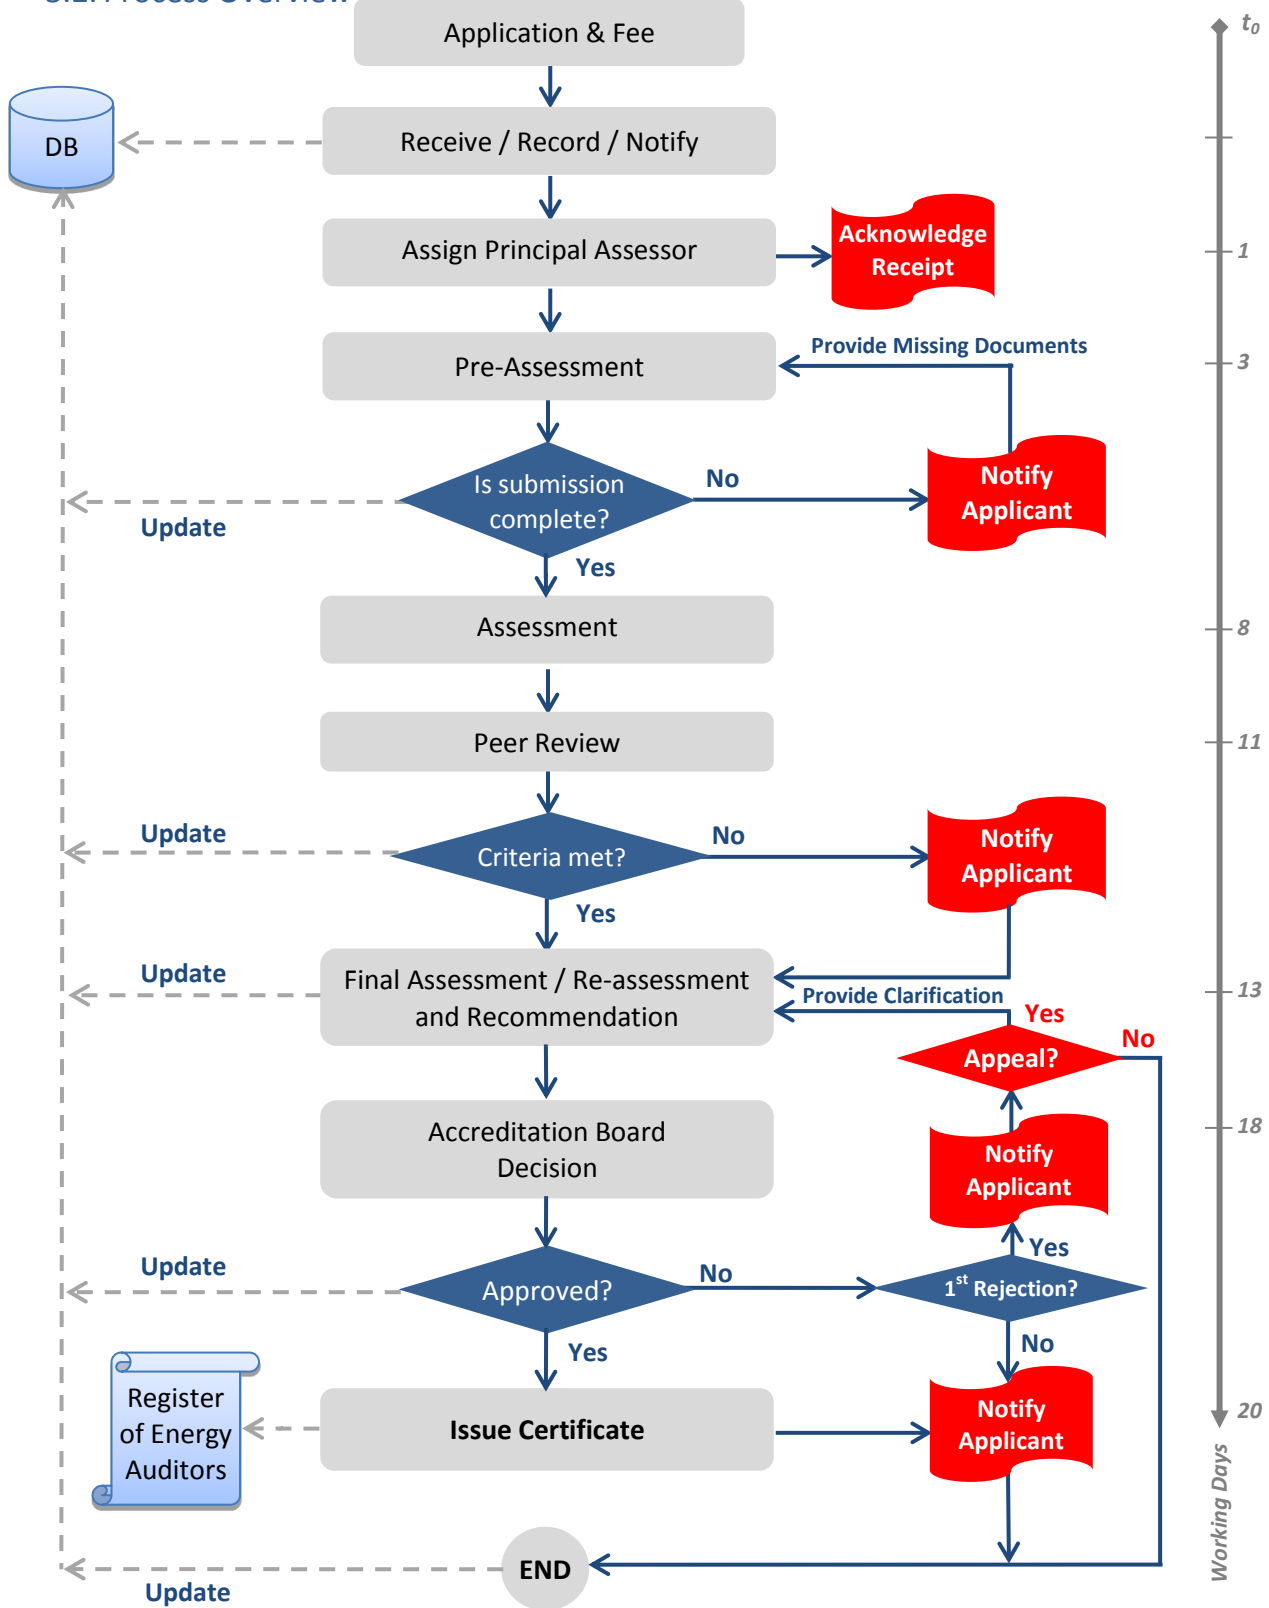 Application & Fee
t0
DB
Receive / Record / Notify
Assign Principal Assessor
Acknowledge
Receipt
1
Provide Missing Documents
Pre-Assessment
3
Is submission
complete?
No
Notify
Applicant
Update
Yes
Assessment
8
Peer Review
11
Update
Criteria met?
No
Notify
Applicant
Yes
Update
Final Assessment / Re-assessment
and Recommendation
Provide Clarification
13
Yes
No
Appeal?
Accreditation Board
Decision
18
Notify
Applicant
Update
Approved?
No
Yes
1st Rejection?
Yes
No
Register
of Energy
Auditors
Issue Certificate
Notify
Applicant
20
Working Days
END
Update